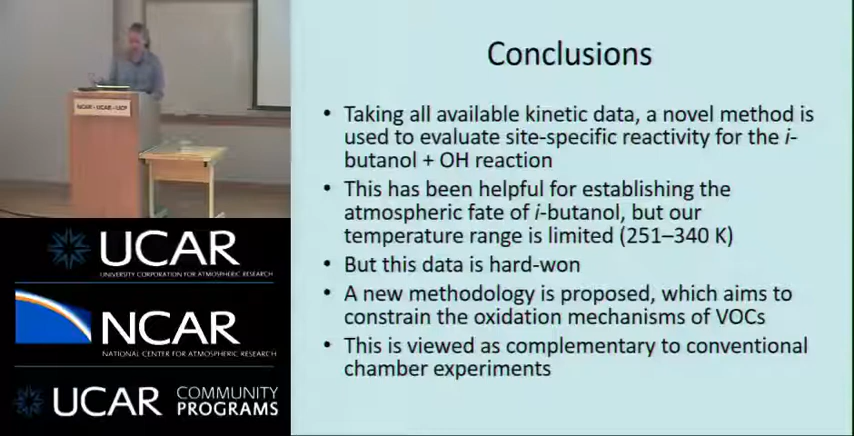 Conclusions
• Taking all available kinetic data, a novel method is
used to evaluate site-specific reactivity for the i-
butanol + OH reaction
• This has been helpful for establishing the
atmospheric fate of i-butanol, but our
temperature range is limited (251–340 K)
• But this data is hard-won
• A new methodology is proposed, which aims to
constrain the oxidation mechanisms of VOCs
• This is viewed as complementary to conventional
chamber experiments
NCAR • UCAR • UCP
UCAR
UNIVERSITY CORPORATION FOR ATMOSPHERIC RESEARCH
NCAR
NATIONAL CENTER FOR ATMOSPHERIC RESEARCH
UCAR COMMUNITY
PROGRAMS